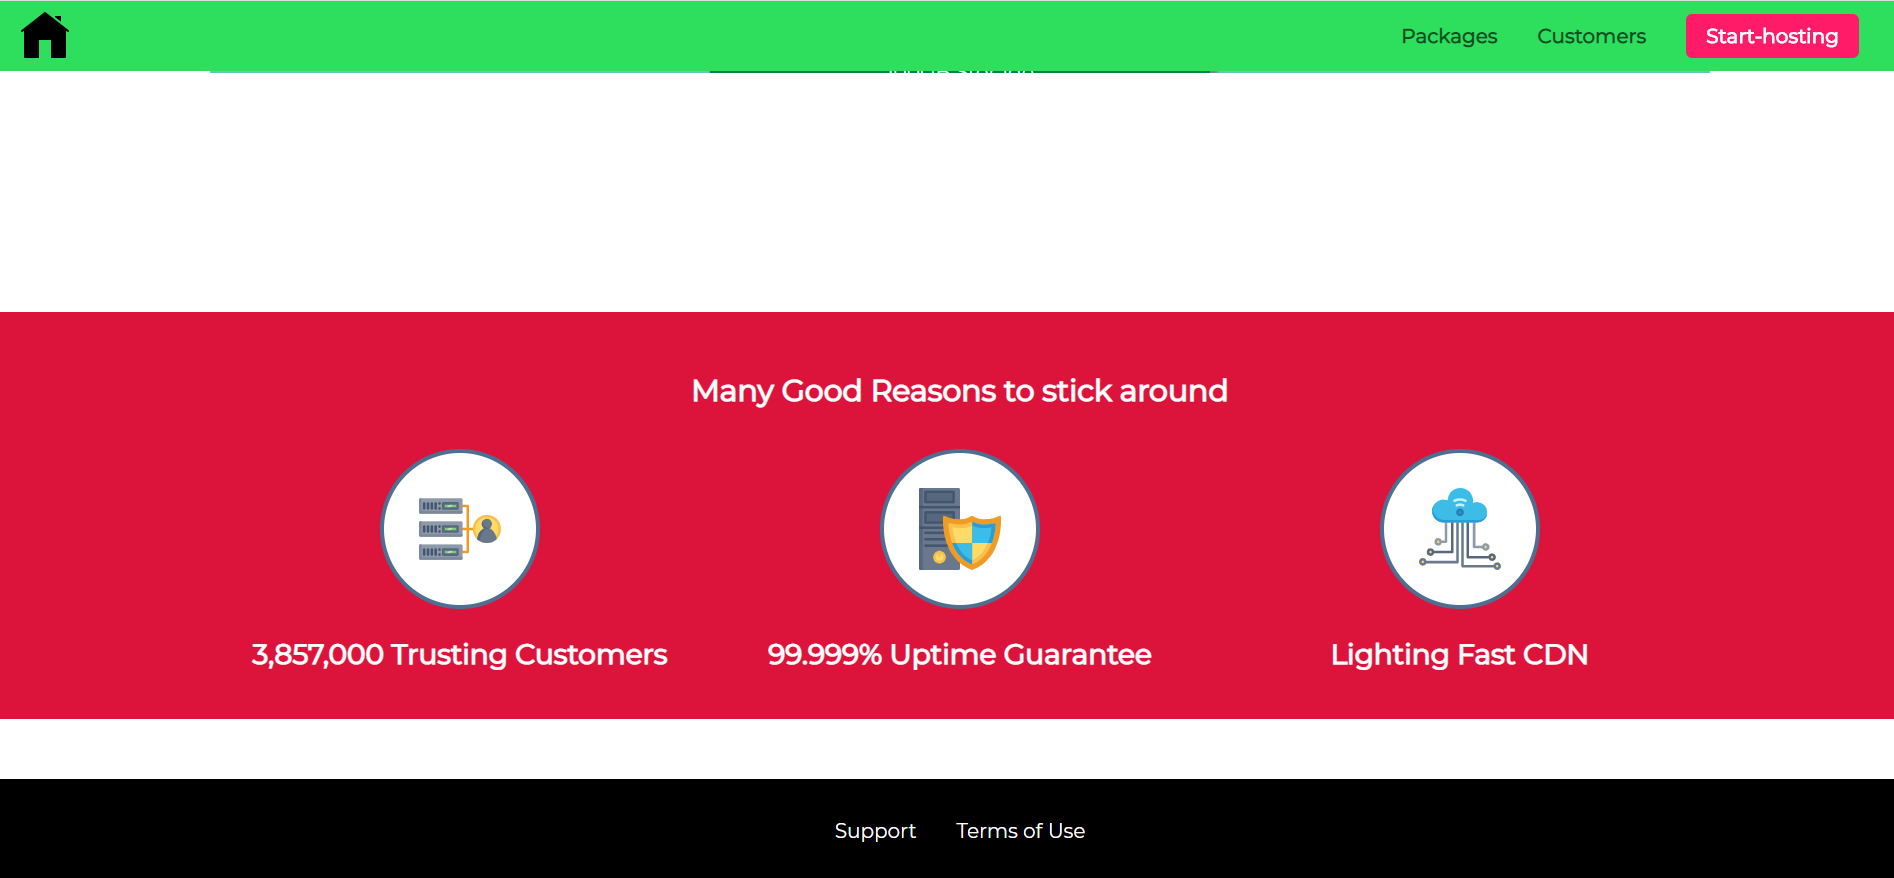 Packages Customers Start-hosting
Many Good Reasons to stick around
3,857,000 Trusting Customers 99.999% Uptime Guarantee Lighting Fast CDN
Support Terms of Use